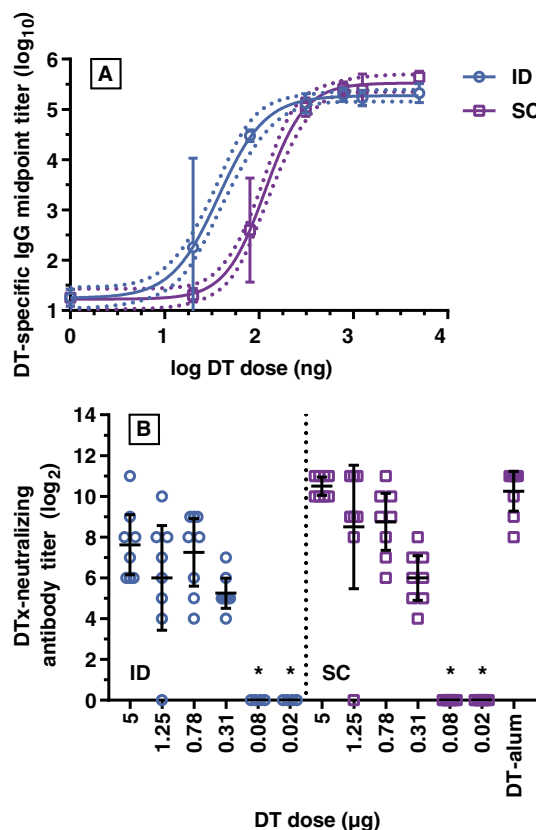 A
DT-specific IgG midpoint titer (log10)
6
5
4
3
2
1
0
1
2
3
4
log DT dose (ng)
ID
SC
B
DTx-neutralizing
antibody titer (log2)
14
12
10
8
6
4
2
0
ID
* *
SC
* *
5
1.25
0.78
0.31
0.08
0.02
5
1.25
0.78
0.31
0.08
0.02
DT-alum
DT dose (µg)